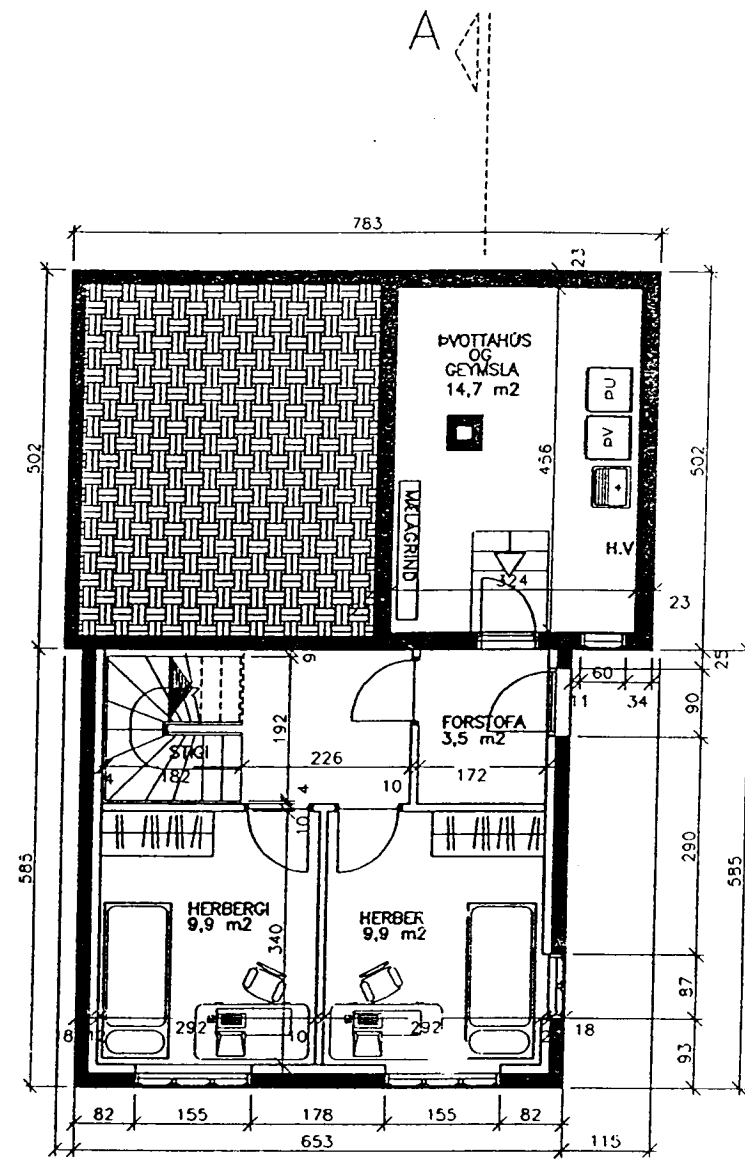 A
783
23
ÞVOTTAHÚS
OG
GEYMSLA
14,7 m2
ÞU
ÞV
502
456
502
MÆLAGRIND
H.V.
324
23
9
25
60
11
34
90
192
FORSTOFA
3,5 m2
STIGI
226
4
182
172
4
10
10
290
585
585
HERBERGI
9,9 m2
HERBER
9,9 m2
340
87
8
292
10
292
18
93
82
155
178
155
82
653
115